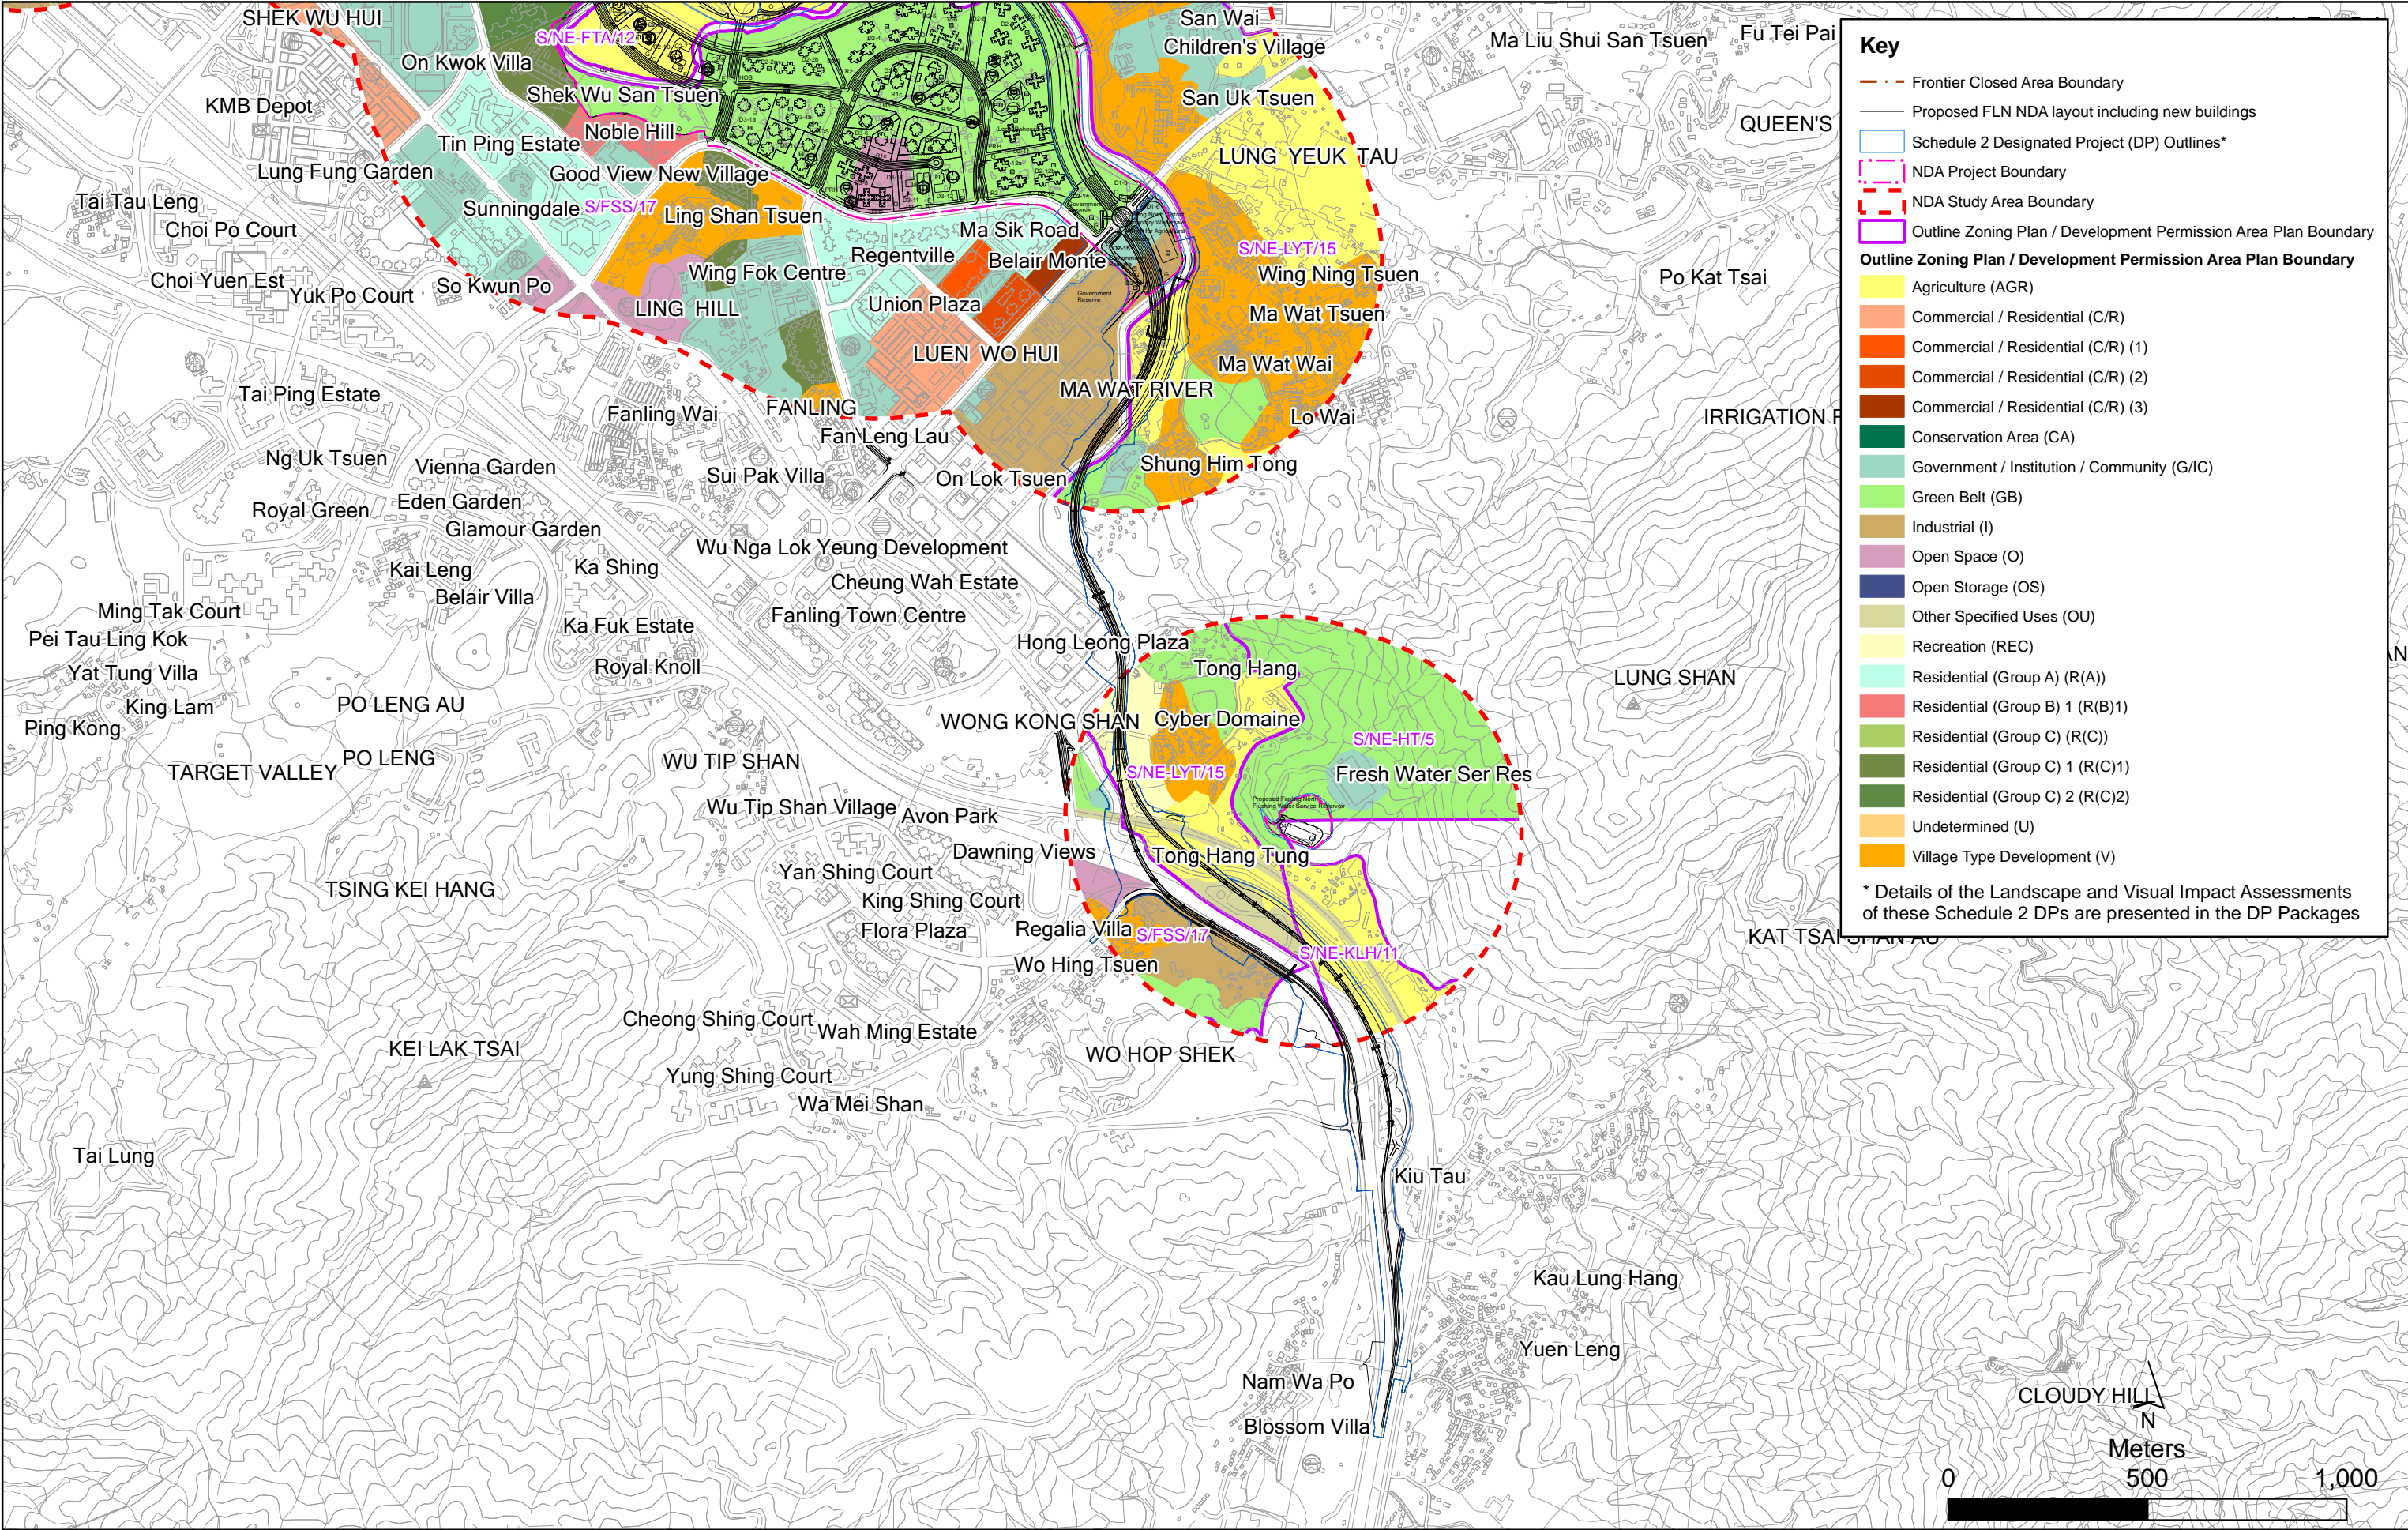 SHEK WU HUI
S/NE-FTA/12
On Kwok Villa
San Wai
Children's Village
Ma Liu Shui San Tsuen
Fu Tei Pai
KMB Depot
Shek Wu San Tsuen
San Uk Tsuen
Noble Hill
QUEEN'S
Tin Ping Estate
LUNG YEUK TAU
Lung Fung Garden
Good View New Village
Tai Tau Leng
Sunningdale
S/FSS/17
Ling Shan Tsuen
Choi Po Court
Ma Sik Road
S/NE-LYT/15
Regentville
Belair Monte
Wing Fok Centre
Wing Ning Tsuen
Po Kat Tsai
Choi Yuen Est
Yuk Po Court
So Kwun Po
Government
Reserve
LING HILL
Union Plaza
Ma Wat Tsuen
LUEN WO HUI
Ma Wat Wai
MA WAT RIVER
Tai Ping Estate
Fanling Wai
FANLING
Lo Wai
IRRIGATION
Fan Leng Lau
Ng Uk Tsuen
Vienna Garden
Sui Pak Villa
On Lok Tsuen
Shung Him Tong
Eden Garden
Royal Green
Glamour Garden
Wu Nga Lok Yeung Development
Kai Leng
Ka Shing
Cheung Wah Estate
Belair Villa
Ming Tak Court
Fanling Town Centre
Ka Fuk Estate
Pei Tau Ling Kok
Hong Leong Plaza
Yat Tung Villa
Royal Knoll
Tong Hang
LUNG SHAN
King Lam
PO LENG AU
Ping Kong
WONG KONG SHAN
Cyber Domaine
S/NE-HT/5
PO LENG
TARGET VALLEY
WU TIP SHAN
S/NE-LYT/15
Fresh Water Ser Res
Proposed Fanling North
Flushing Water Service Reservoir
Wu Tip Shan Village
Avon Park
Dawning Views
Tong Hang Tung
Yan Shing Court
TSING KEI HANG
King Shing Court
Flora Plaza
Regalia Villa
S/FSS/17
KAT TSAI SHAN AU
S/NE-KLH/11
Wo Hing Tsuen
Cheong Shing Court
Wah Ming Estate
KEI LAK TSAI
WO HOP SHEK
Yung Shing Court
Wa Mei Shan
Tai Lung
Kiu Tau
Kau Lung Hang
Yuen Leng
Nam Wa Po
Blossom Villa
CLOUDY HILL
Key
Frontier Closed Area Boundary
Proposed FLN NDA layout including new buildings
Schedule 2 Designated Project (DP) Outlines*
NDA Project Boundary
NDA Study Area Boundary
Outline Zoning Plan / Development Permission Area Plan Boundary
Outline Zoning Plan / Development Permission Area Plan Boundary
Agriculture (AGR)
Commercial / Residential (C/R)
Commercial / Residential (C/R) (1)
Commercial / Residential (C/R) (2)
Commercial / Residential (C/R) (3)
Conservation Area (CA)
Government / Institution / Community (G/IC)
Green Belt (GB)
Industrial (I)
Open Space (O)
Open Storage (OS)
Other Specified Uses (OU)
Recreation (REC)
Residential (Group A) (R(A))
Residential (Group B) 1 (R(B)1)
Residential (Group C) (R(C))
Residential (Group C) 1 (R(C)1)
Residential (Group C) 2 (R(C)2)
Undetermined (U)
Village Type Development (V)
* Details of the Landscape and Visual Impact Assessments
of these Schedule 2 DPs are presented in the DP Packages
N
Meters
0 500 1,000